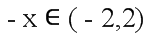 - x ∈ ( - 2,2)